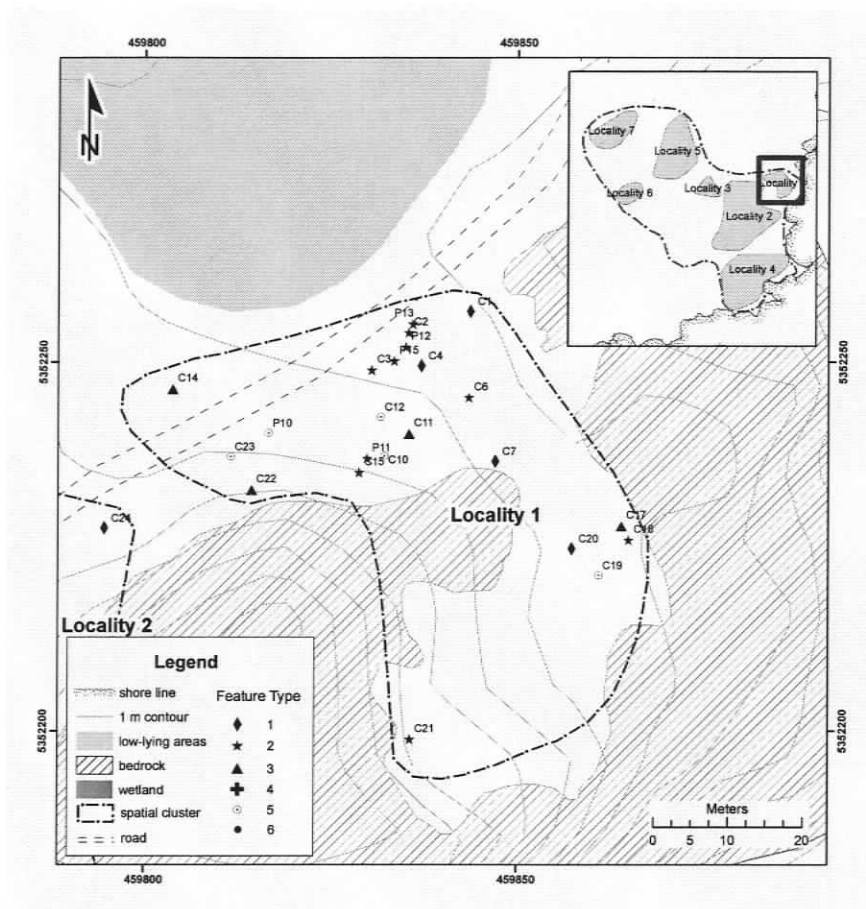 459800
459850
N
Locality 7
Locality 5
Locality 6
Locality 3
Locality
Locality 2
Locality 4
5352250
5352250
C1
P13
C2
P12
P15
C3
C4
C14
C6
C12
P10
C11
C23
P11
C10
C15
C7
C22
Locality 1
C17
C18
C24
C20
C19
Locality 2
C21
Legend
shore line
1 m contour
low-lying areas
bedrock
wetland
spatial cluster
road
Feature Type
1
2
3
4
5
6
5352200
5352200
Meters
0
5
10
20
459800
459850